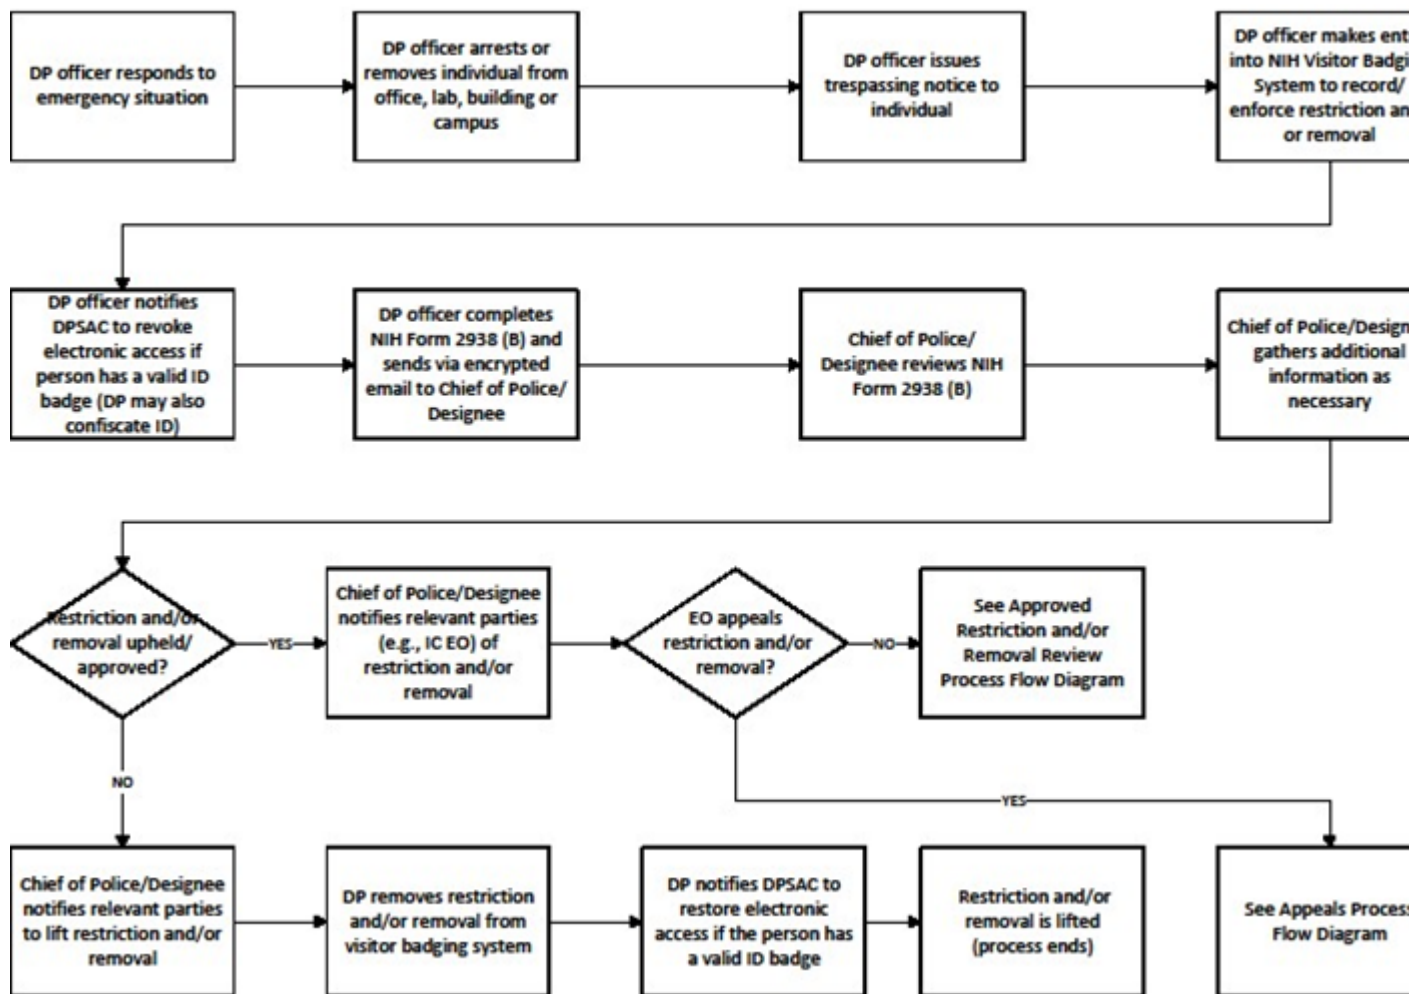 DP officer responds to
emergency situation
DP officer arrests or
removes individual from
office, lab, building or
campus
DP officer issues
trespassing notice to
individual
DP officer makes
into NIH Visitor
System to record/
enforce restriction
or removal
DP officer notifies
DPSAC to revoke
electronic access if
person has a valid ID
badge (DP may also
confiscate ID)
DP officer completes
NIH Form 2938 (B) and
sends via encrypted
email to Chief of Police/
Designee
Chief of Police/
Designee reviews NIH
Form 2938 (B)
Chief of Police/
gathers additional
information as
necessary
Restriction and/or
removal upheld/
approved?
YES
Chief of Police/Designee
notifies relevant parties
(e.g., IC EO) of
restriction and/or
removal
EO appeals
restriction and/or
removal?
NO
See Approved
Restriction and/or
Removal Review
Process Flow Diagram
NO
YES
Chief of Police/Designee
notifies relevant parties
to lift restriction and/or
removal
DP removes restriction
and/or removal from
visitor badging system
DP notifies DPSAC to
restore electronic
access if the person has
a valid ID badge
Restriction and/or
removal is lifted
(process ends)
See Appeals Process
Flow Diagram